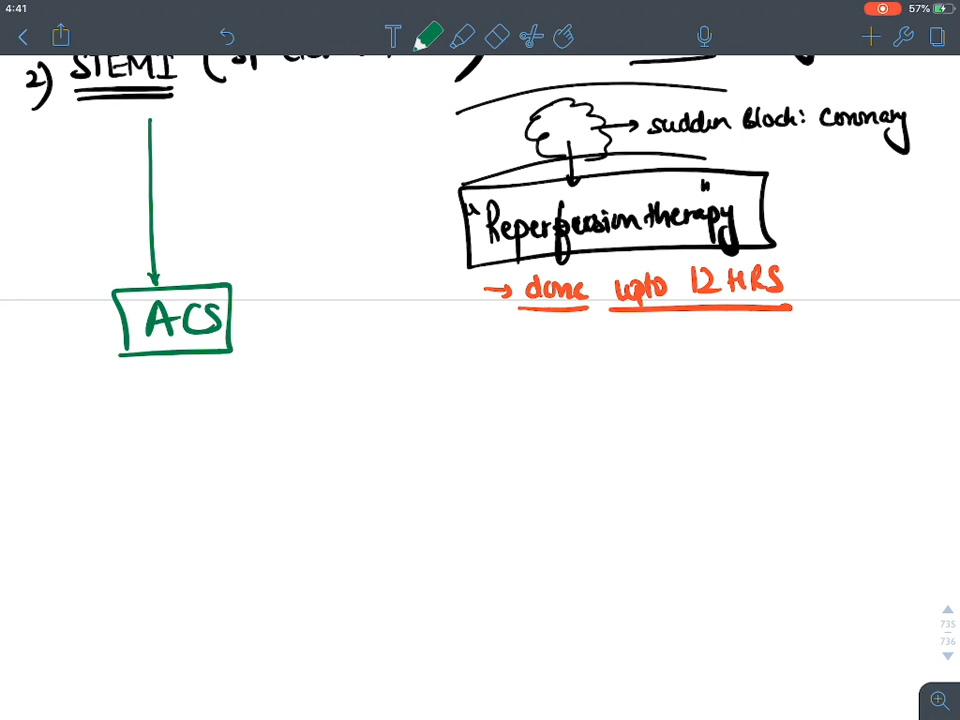 4:41
57%
T
2) STEMI (
→ sudden Block: Coronary
"Reperfusion therapy"
→ done upto 12 HRS
ACS
735
736